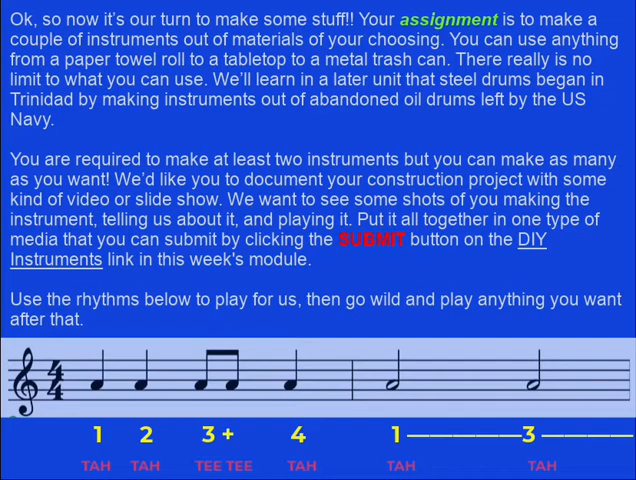 Ok, so now it's our turn to make some stuff!! Your assignment is to make a
couple of instruments out of materials of your choosing. You can use anything
from a paper towel roll to a tabletop to a metal trash can. There really is no
limit to what you can use. We'll learn in a later unit that steel drums began in
Trinidad by making instruments out of abandoned oil drums left by the US
Navy.
You are required to make at least two instruments but you can make as many
as you want! We'd like you to document your construction project with some
kind of video or slide show. We want to see some shots of you making the
instrument, telling us about it, and playing it. Put it all together in one type of
media that you can submit by clicking the SUBMIT button on the DIY
Instruments link in this week's module.
Use the rhythms below to play for us, then go wild and play anything you want
after that.
4
4
1 2 3 + 4 1 ————— 3 —————
TAH TAH TEE TEE TAH TAH TAH